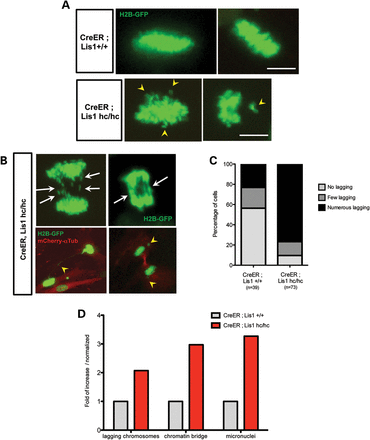 A
CreER ;
Lis1+/+
H2B-GFP
CreER ;
Lis1 hc/hc
B
CreER, Lis1 hc/hc
H2B-GFP
H2B-GFP
mCherry-αTub
C
No lagging
Few lagging
Numerous lagging
Percentage of cells
100
80
60
40
20
0
CreER ;
Lis1 +/+
(n=39)
CreER ;
Lis1 hc/hc
(n=73)
D
CreER ; Lis1 +/+
CreER ; Lis1 hc/hc
Fold of increase / normalized
4
3
2
1
0
lagging chromosomes
chromatin bridge
micronuclei